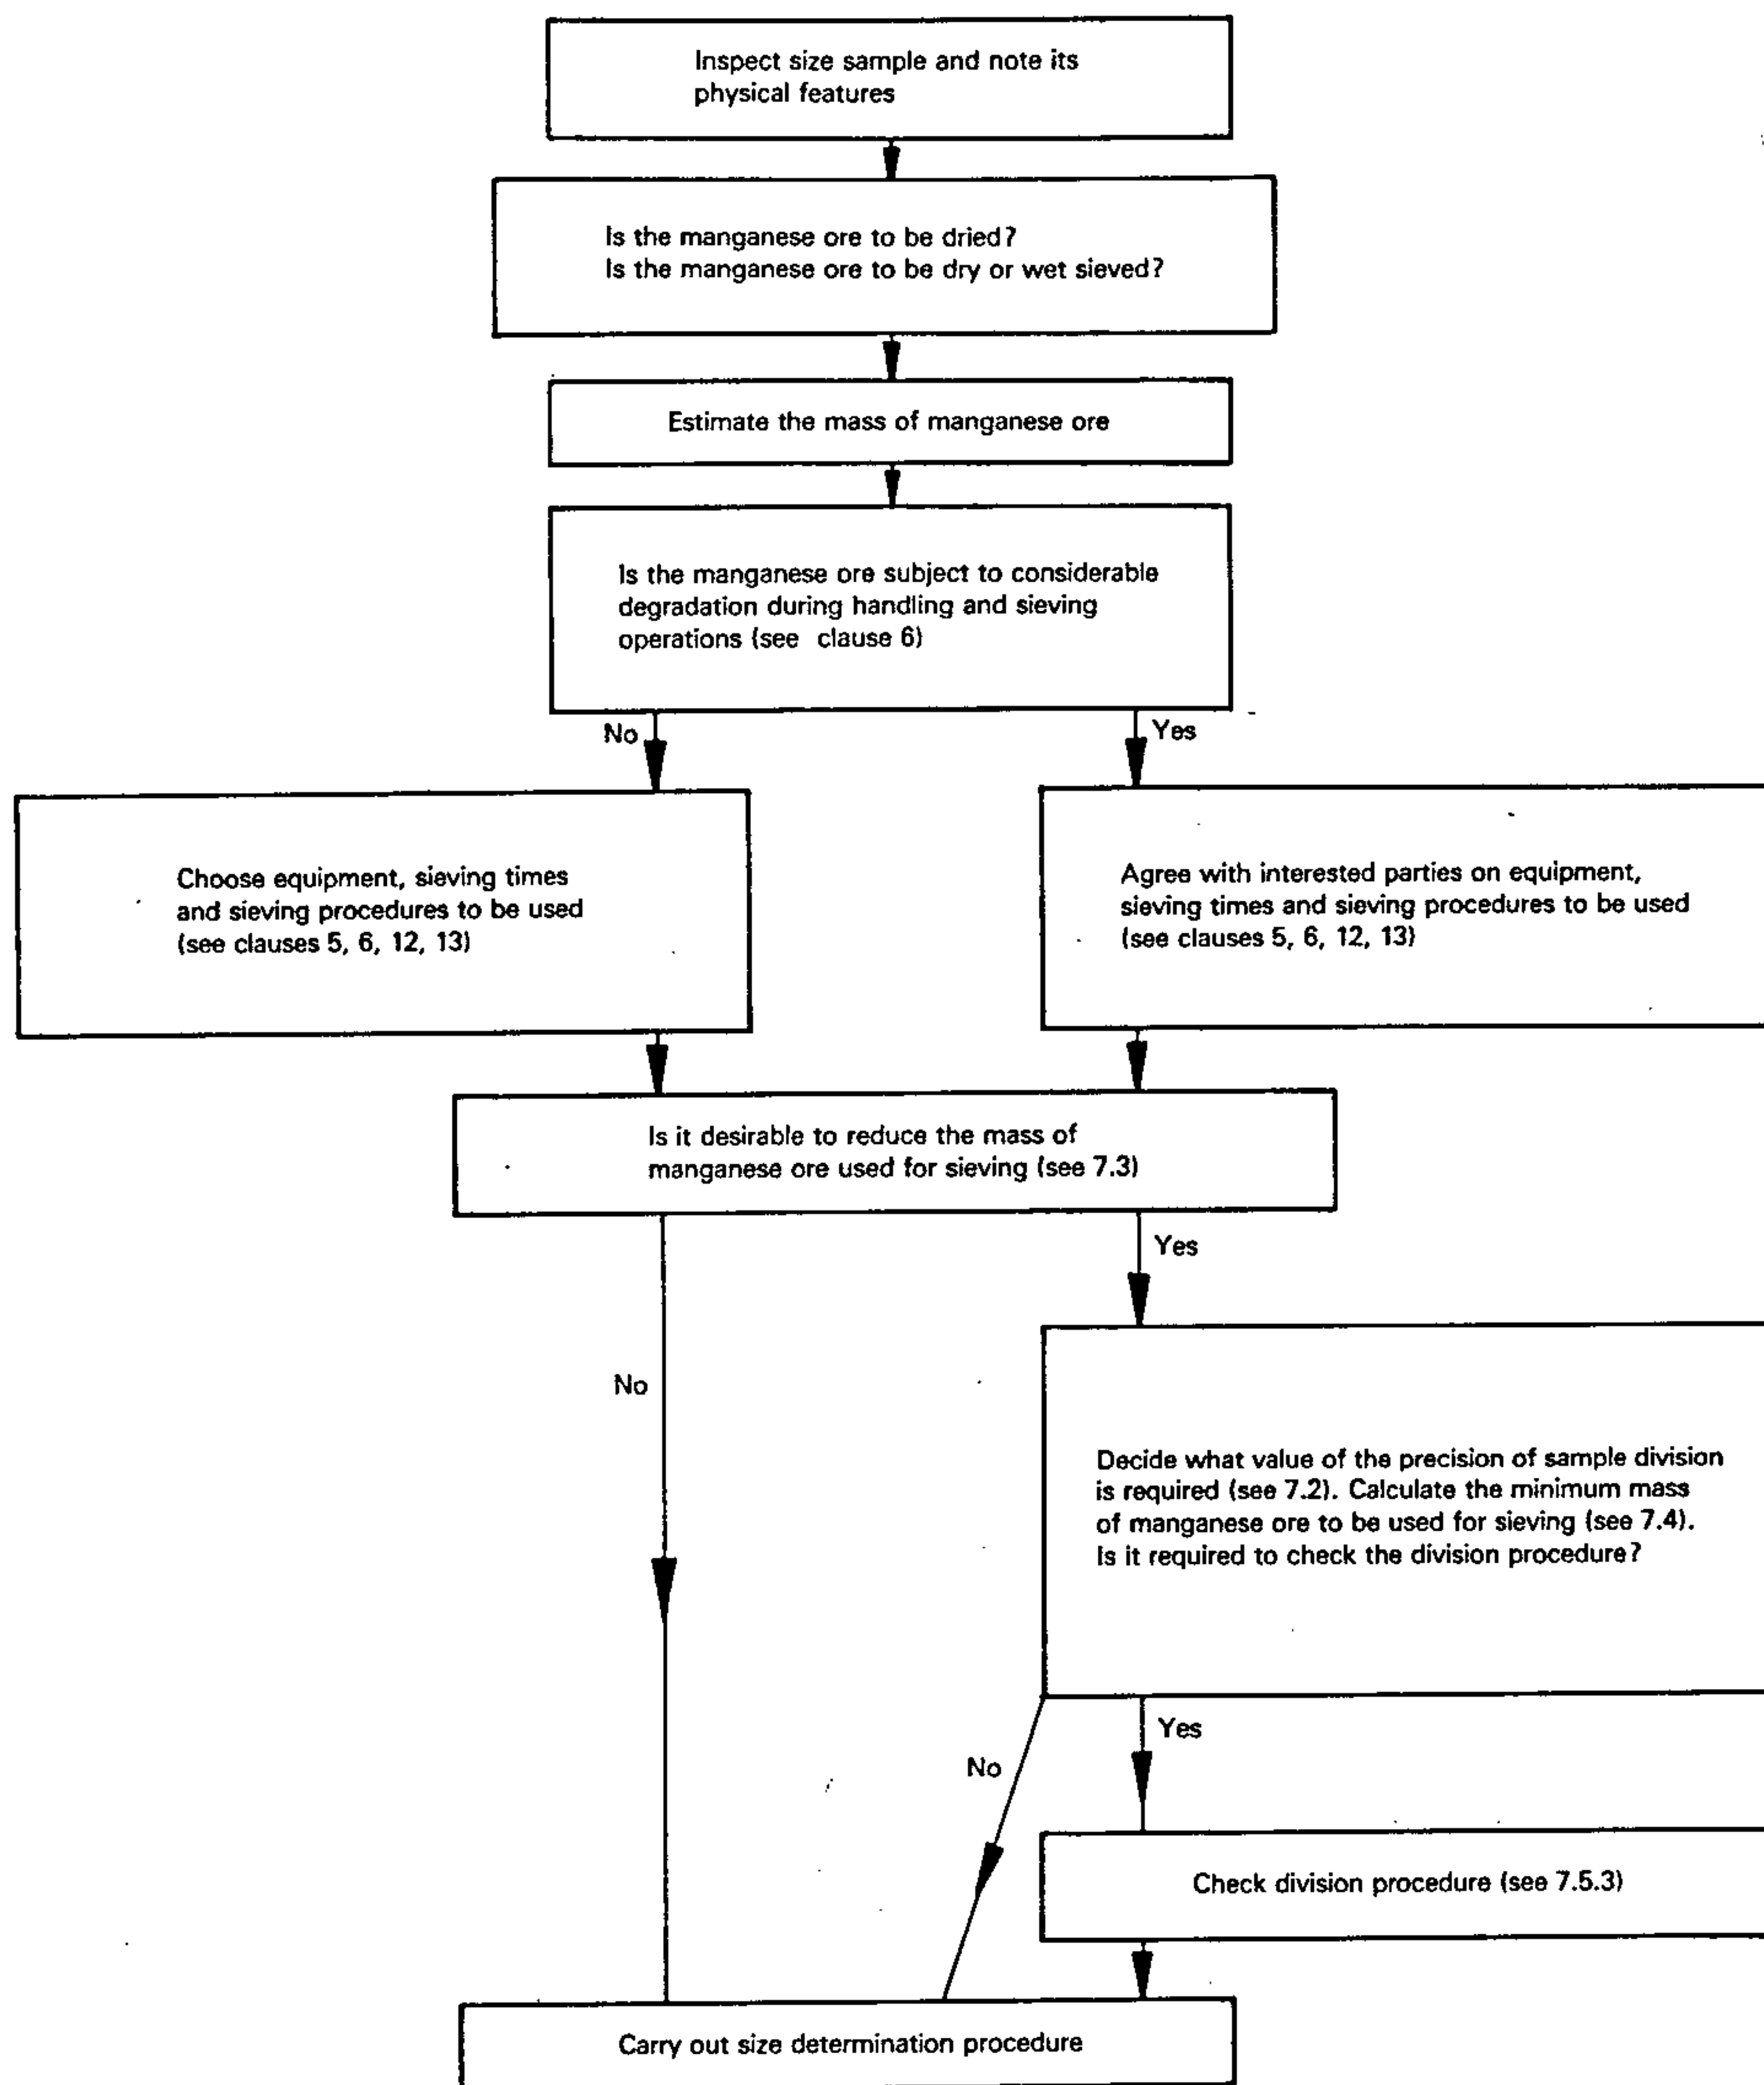 Inspect size sample and note its
physical features
Is the manganese ore to be dried?
Is the manganese ore to be dry or wet sieved?
Estimate the mass of manganese ore
Is the manganese ore subject to considerable
degradation during handling and sieving
operations (see clause 6)
No
Yes
Choose equipment, sieving times
and sieving procedures to be used
(see clauses 5, 6, 12, 13)
Agree with interested parties on equipment,
sieving times and sieving procedures to be used
(see clauses 5, 6, 12, 13)
Is it desirable to reduce the mass of
manganese ore used for sieving (see 7.3)
Yes
No
Decide what value of the precision of sample division
is required (see 7.2). Calculate the minimum mass
of manganese ore to be used for sieving (see 7.4).
Is it required to check the division procedure?
Yes
No
Check division procedure (see 7.5.3)
Carry out size determination procedure